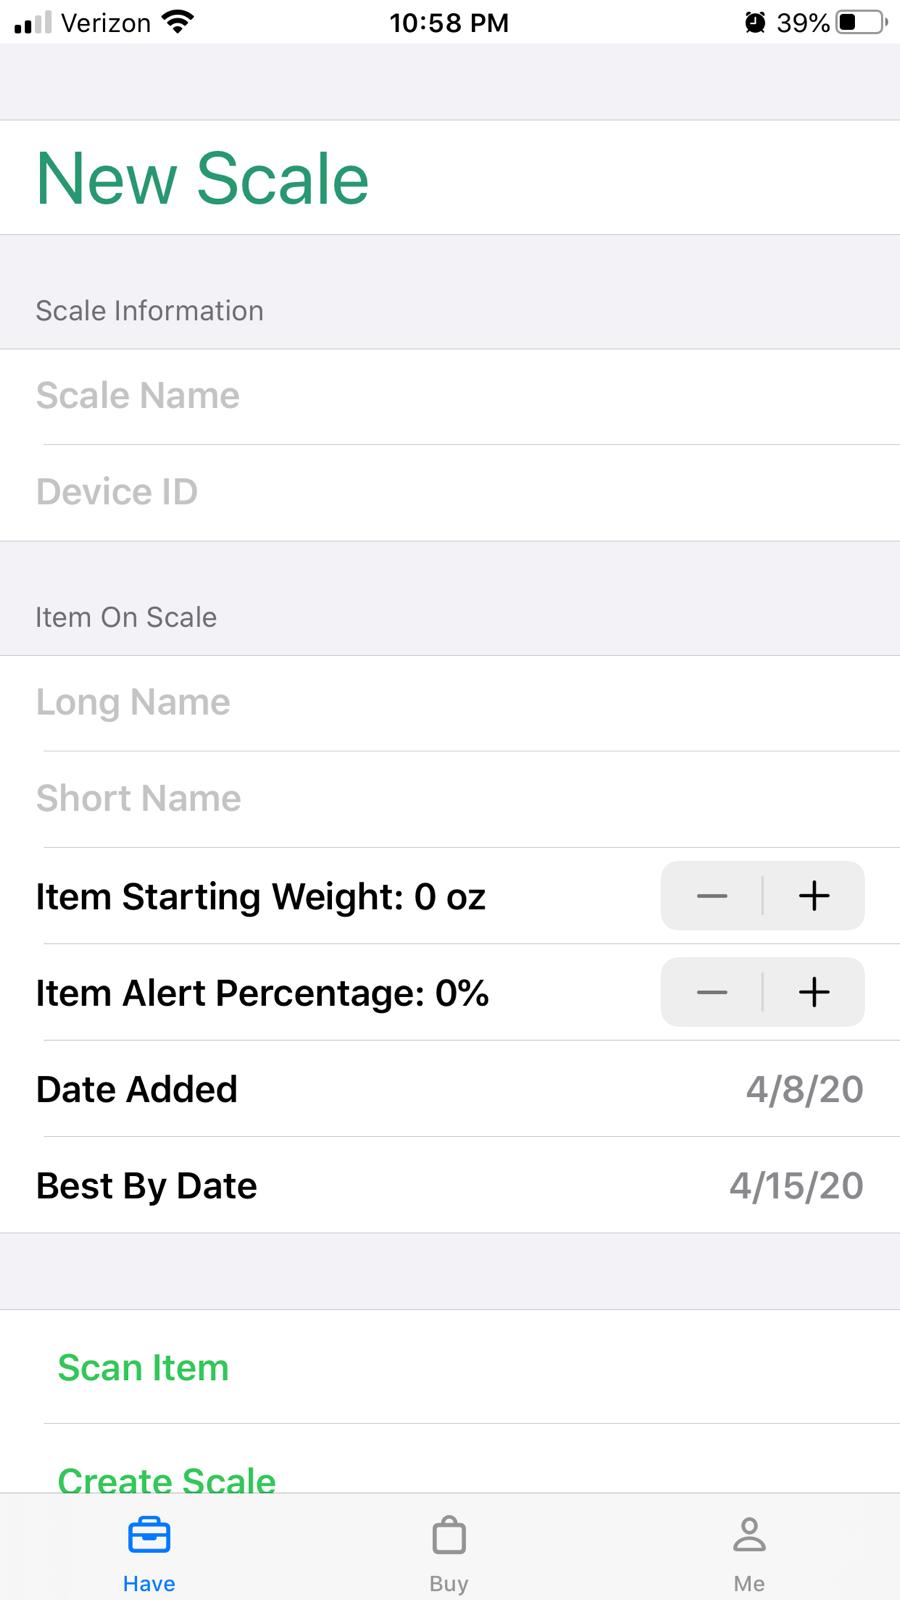 Verizon 10:58 PM 39%
New Scale
Scale Information
Scale Name
Device ID
Item On Scale
Long Name
Short Name
Item Starting Weight: 0 oz
Item Alert Percentage: 0%
Date Added 4/8/20
Best By Date 4/15/20
Scan Item
Create Scale
Have Buy Me